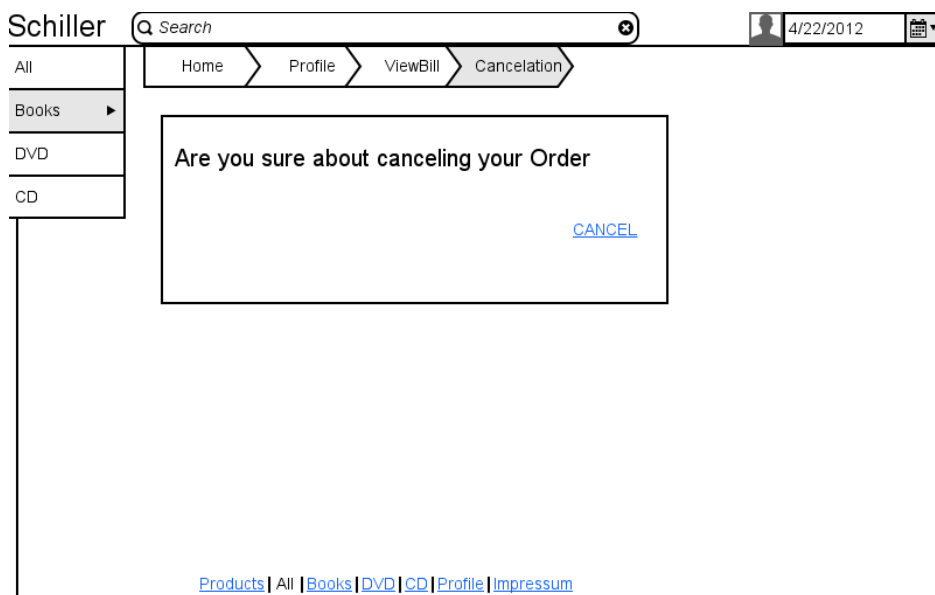 Schiller Search 4/22/2012
All Home Profile ViewBill Cancelation
Books
DVD
CD
Are you sure about canceling your Order
CANCEL
Products | All | Books | DVD | CD | Profile | Impressum